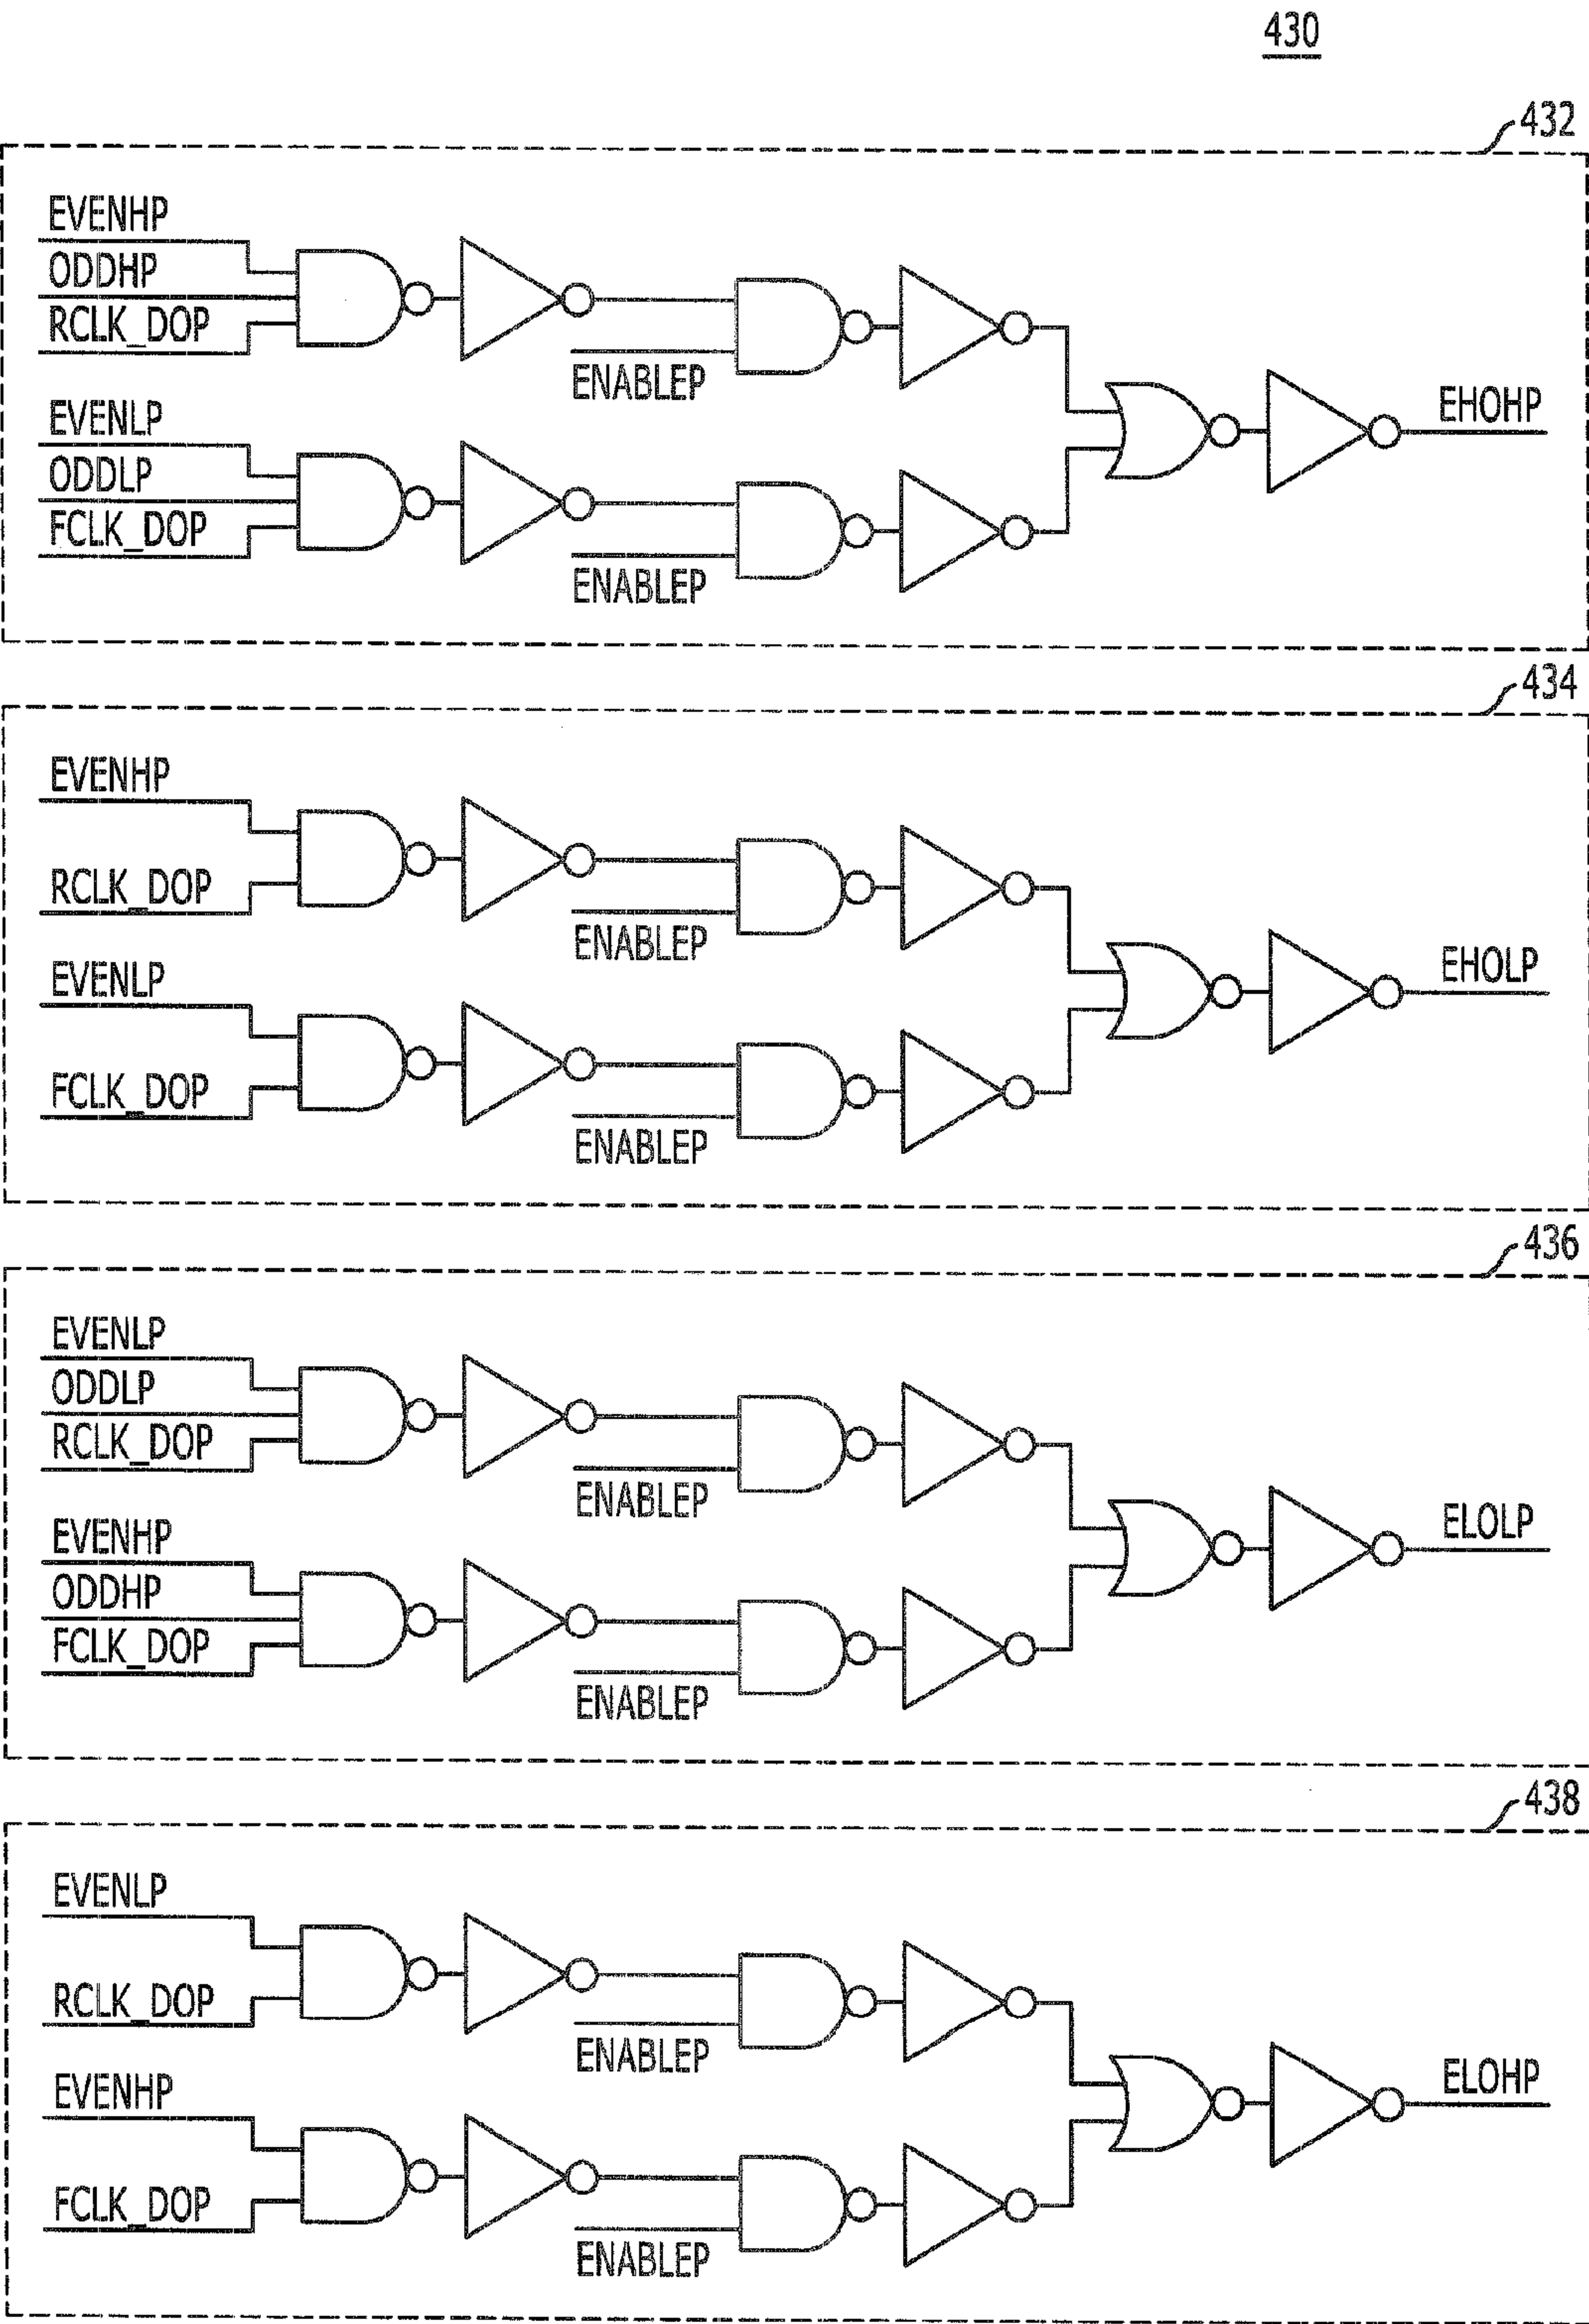 430
432
EVENHP
ODDHP
RCLK_DOP
ENABLEP
EVENLP
ODDLP
FCLK_DOP
ENABLEP
EHOHP
434
EVENHP
RCLK_DOP
ENABLEP
EVENLP
FCLK_DOP
ENABLEP
EHOLP
436
EVENLP
ODDLP
RCLK_DOP
ENABLEP
EVENHP
ODDHP
FCLK_DOP
ENABLEP
ELOLP
438
EVENLP
RCLK_DOP
ENABLEP
EVENHP
FCLK_DOP
ENABLEP
ELOHP